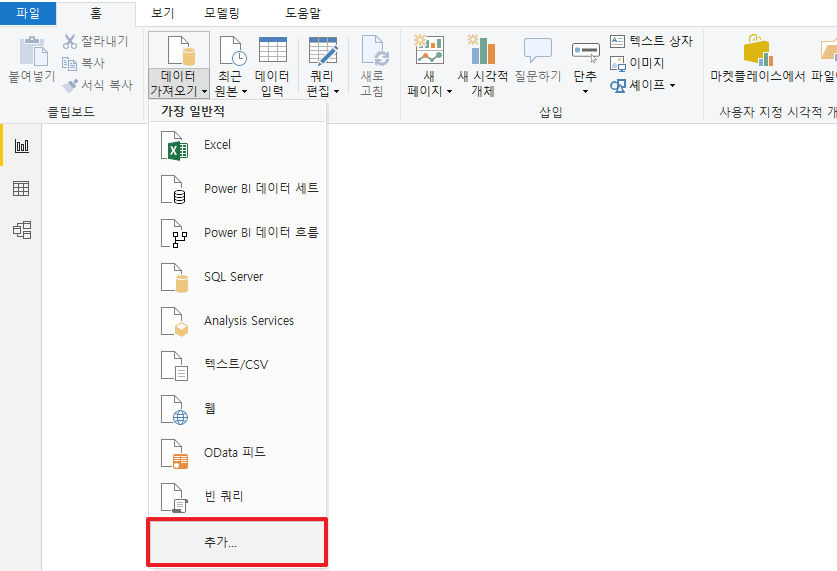 파일 홈 보기 모델링 도움말
붙여넣기
잘라내기
복사
서식 복사
클립보드
데이터 가져오기
최근 원본
데이터 입력
쿼리 편집
새로 고침
새 페이지
새 시각적 개체
질문하기
단추
텍스트 상자
이미지
셰이프
삽입
마켓플레이스에서
사용자 지정 시각적
가장 일반적
Excel
Power BI 데이터 세트
Power BI 데이터 흐름
SQL Server
Analysis Services
텍스트/CSV
웹
OData 피드
빈 쿼리
추가...